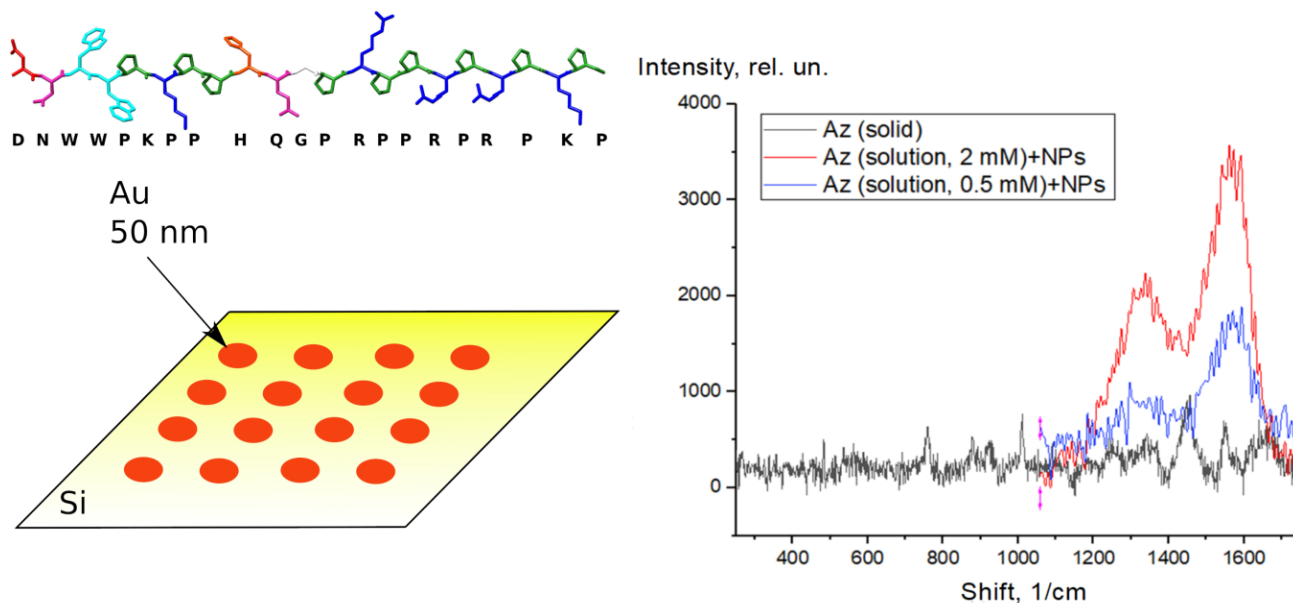 D N W W P K P P H Q G P R P P R P R P K P
Au
50 nm
Si
Intensity, rel. un.
Az (solid)
Az (solution, 2 mM)+NPs
Az (solution, 0.5 mM)+NPs
4000
3000
2000
1000
0
400 600 800 1000 1200 1400 1600
Shift, 1/cm